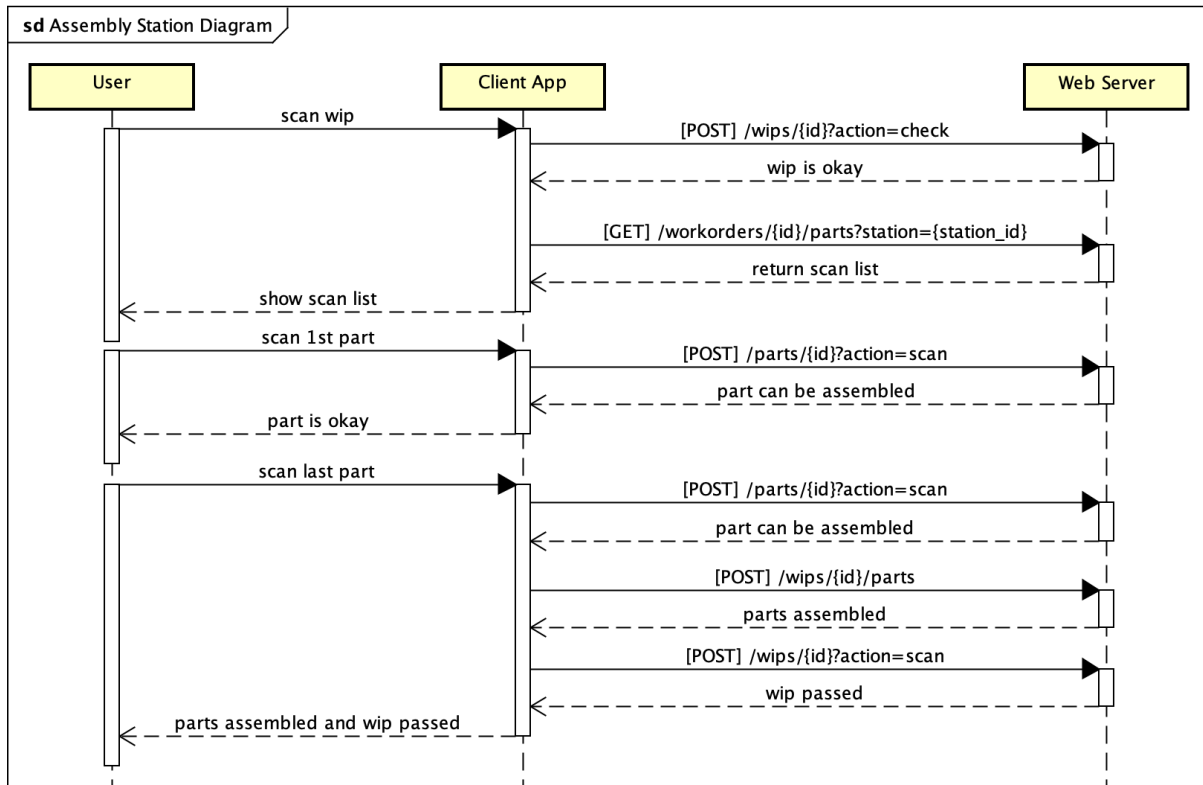 sd Assembly Station Diagram
User
Client App
Web Server
scan wip
[POST] /wips/{id}?action=check
wip is okay
[GET] /workorders/{id}/parts?station={station_id}
return scan list
show scan list
scan 1st part
[POST] /parts/{id}?action=scan
part can be assembled
part is okay
scan last part
[POST] /parts/{id}?action=scan
part can be assembled
[POST] /wips/{id}/parts
parts assembled
[POST] /wips/{id}?action=scan
wip passed
parts assembled and wip passed